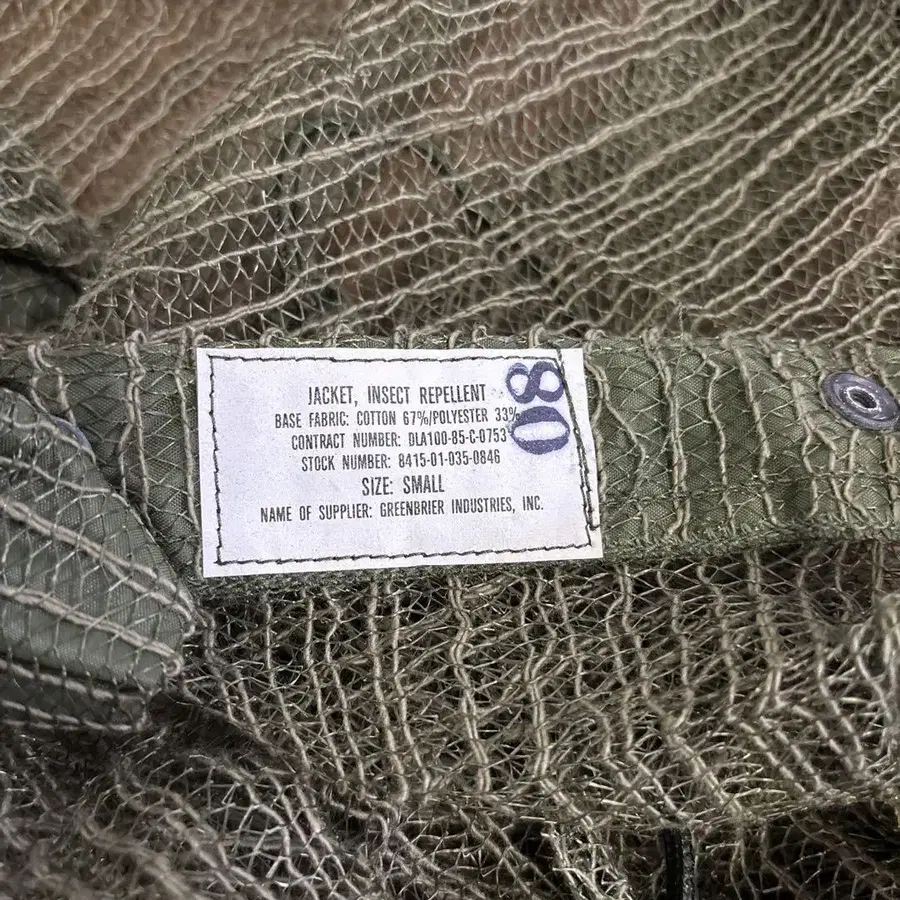 JACKET, INSECT REPELLENT
BASE FABRIC: COTTON 67%/POLYESTER 33%
CONTRACT NUMBER: DLA100-85-C-0753
STOCK NUMBER: 8415-01-035-0846
SIZE: SMALL
NAME OF SUPPLIER: GREENBRIER INDUSTRIES, INC.
80